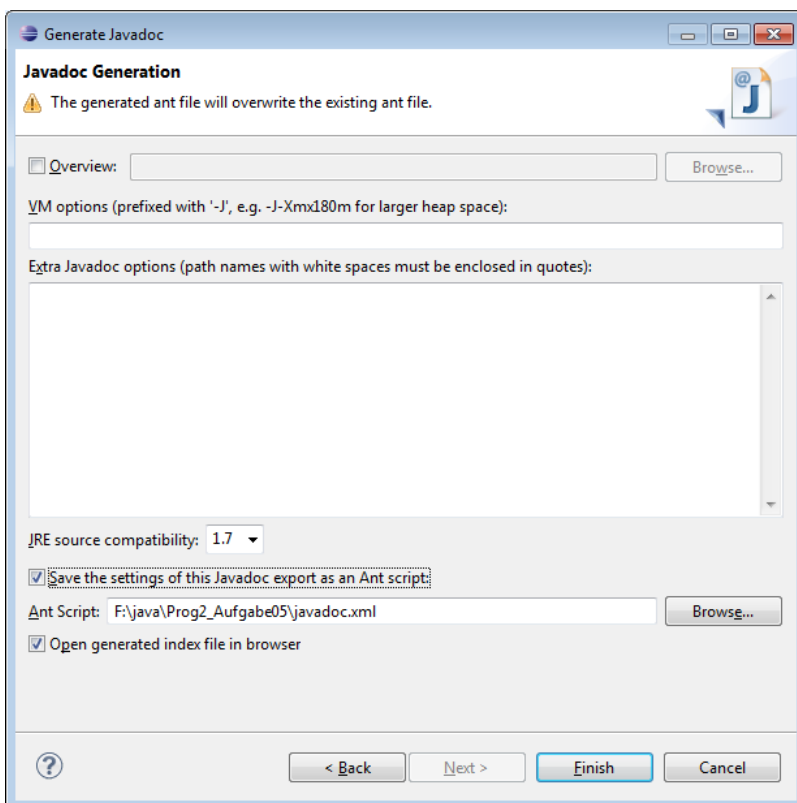 Generate Javadoc
Javadoc Generation
The generated ant file will overwrite the existing ant file.
@
J
Overview:
Browse...
VM options (prefixed with '-J', e.g. -J-Xmx180m for larger heap space):
Extra Javadoc options (path names with white spaces must be enclosed in quotes):
JRE source compatibility: 1.7
Save the settings of this Javadoc export as an Ant script:
Ant Script: F:\java\Prog2_Aufgabe05\javadoc.xml Browse...
Open generated index file in browser
? < Back Next > Finish Cancel